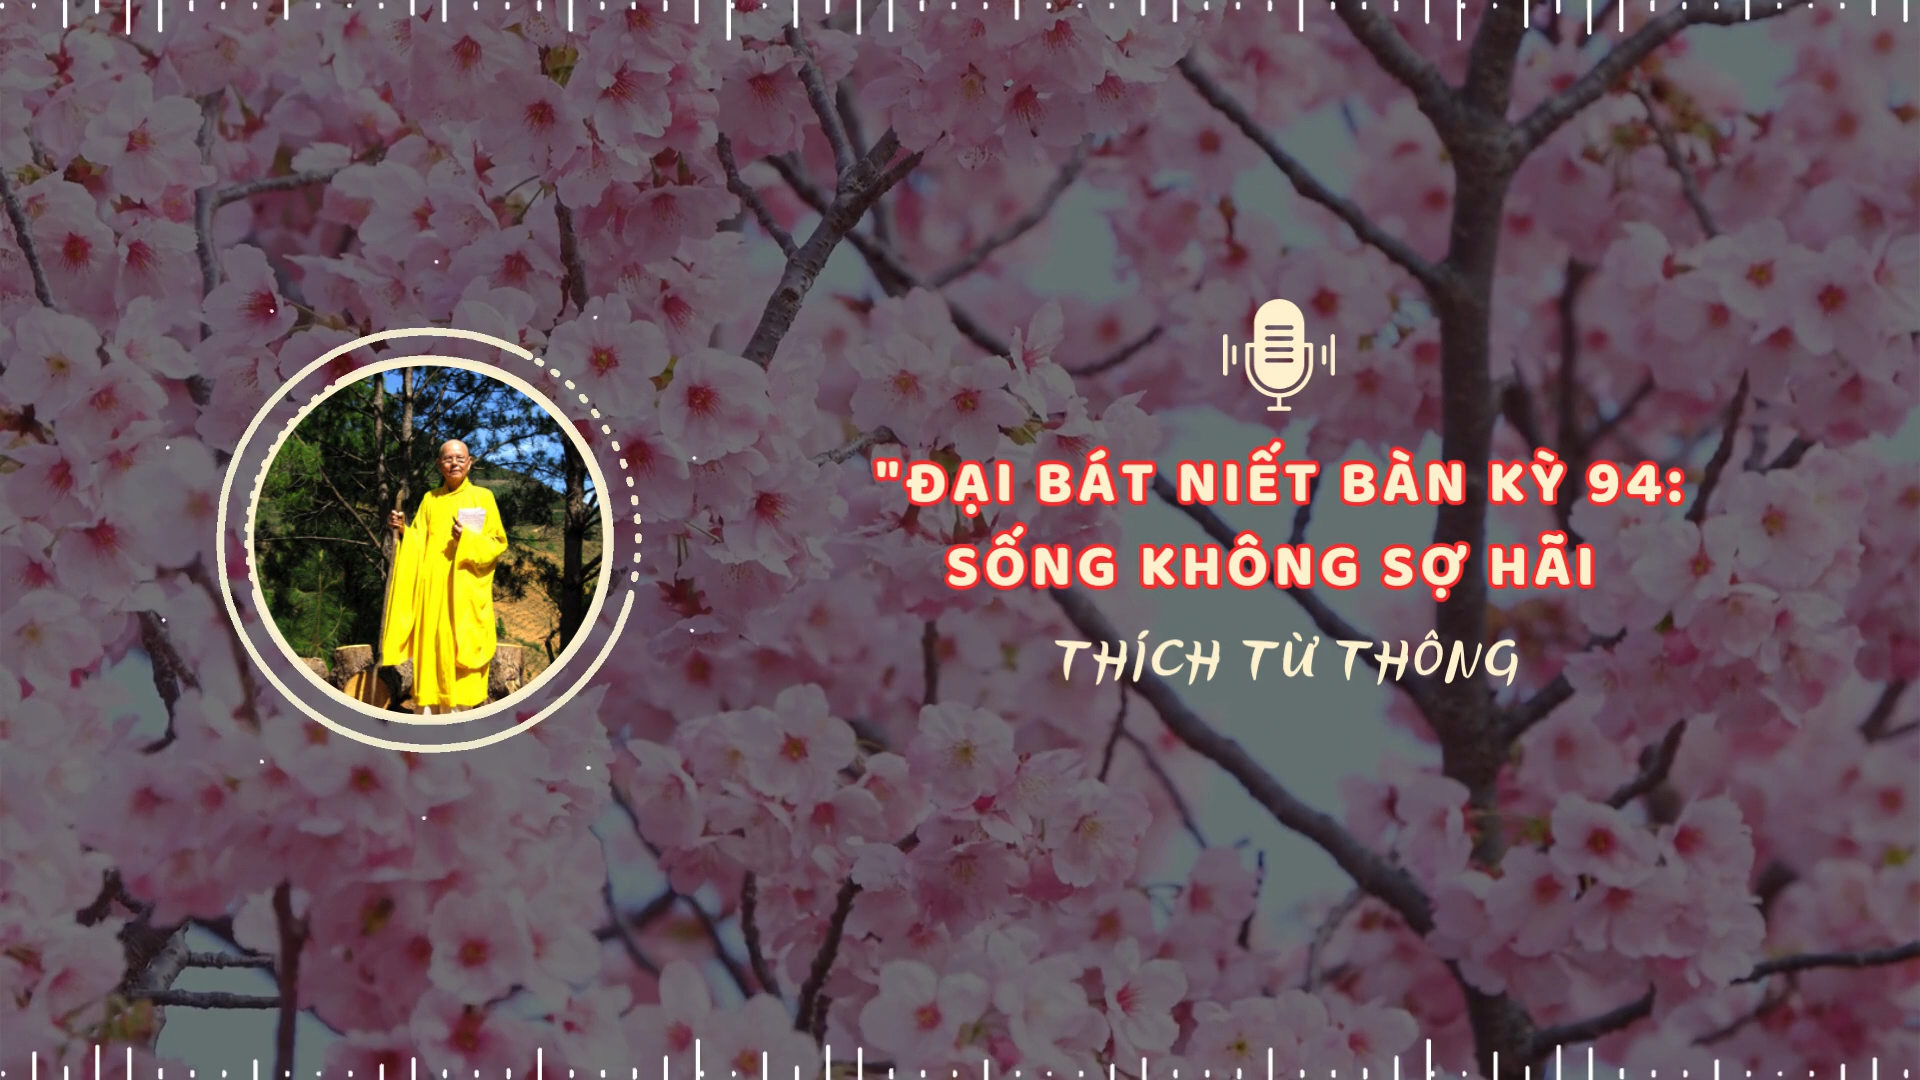 "ĐẠI BÁT NIẾT BÀN KỲ 94:
SỐNG KHÔNG SỢ HÃI
THÍCH TỪ THÔNG